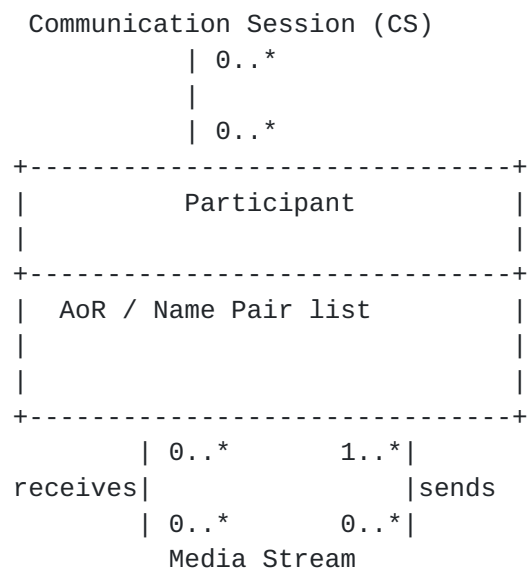 Communication Session (CS)
| 0..*
|
| 0..*
+-------------------------------+
| Participant |
| |
+-------------------------------+
| AoR / Name Pair list |
| |
| |
+-------------------------------+
| 0..* 1..*|
receives| |sends
| 0..* 0..*|
Media Stream